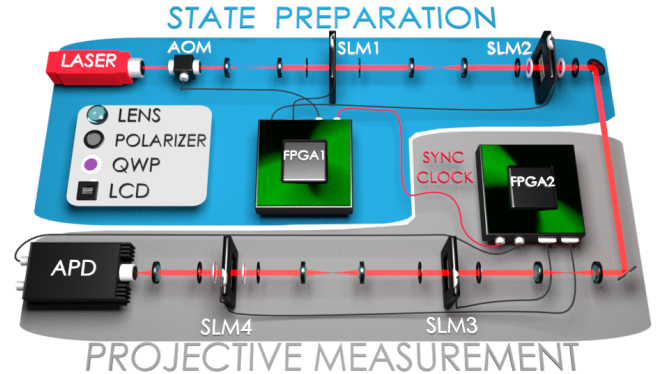 STATE PREPARATION
LASER
AOM
SLM1
SLM2
LENS
POLARIZER
QWP
LCD
FPGA1
SYNC
CLOCK
FPGA2
APD
SLM4
SLM3
PROJECTIVE MEASUREMENT